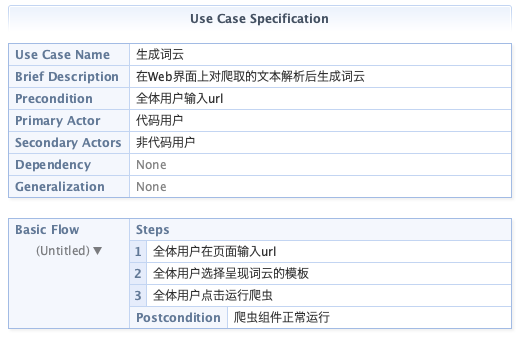 Use Case Specification
Use Case Name 生成词云
Brief Description 在Web界面上对爬取的文本解析后生成词云
Precondition 全体用户输入url
Primary Actor 代码用户
Secondary Actors 非代码用户
Dependency None
Generalization None
Basic Flow Steps
(Untitled) ▼ 1 全体用户在页面输入url
2 全体用户选择呈现词云的模板
3 全体用户点击运行爬虫
Postcondition 爬虫组件正常运行